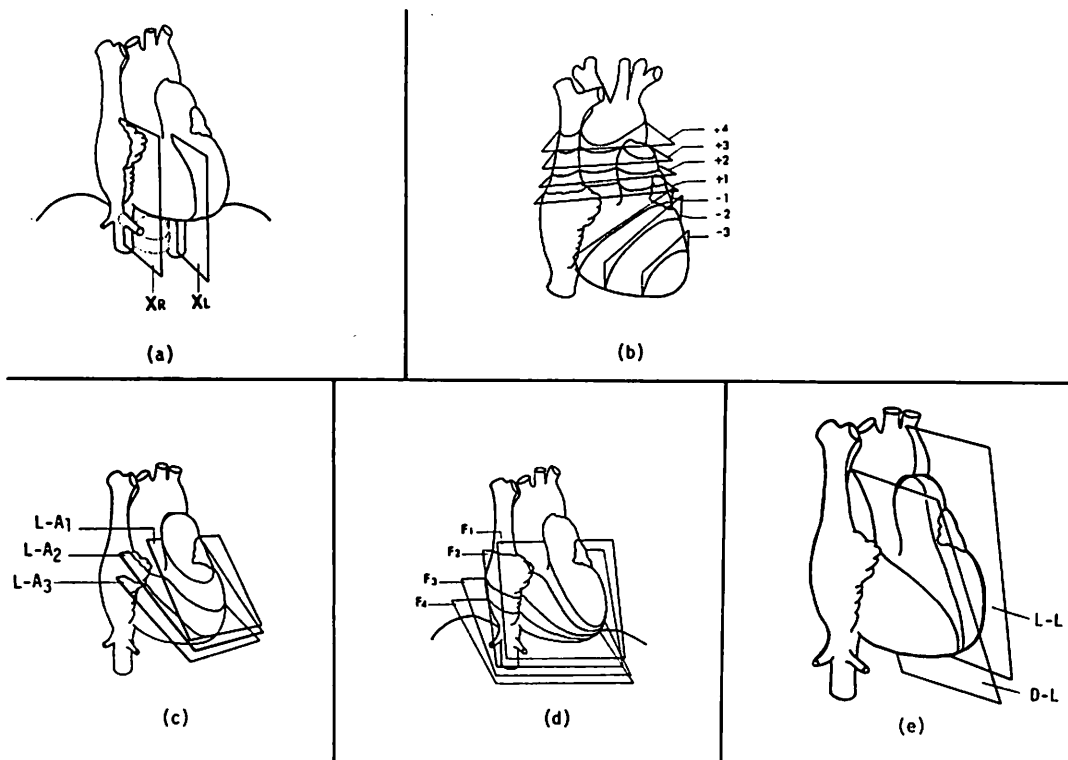 XR XL
(a)
+4
+3
+2
+1
-1
-2
-3
(b)
L-A1
L-A2
L-A3
(c)
F1
F2
F3
F4
(d)
L-L
D-L
(e)